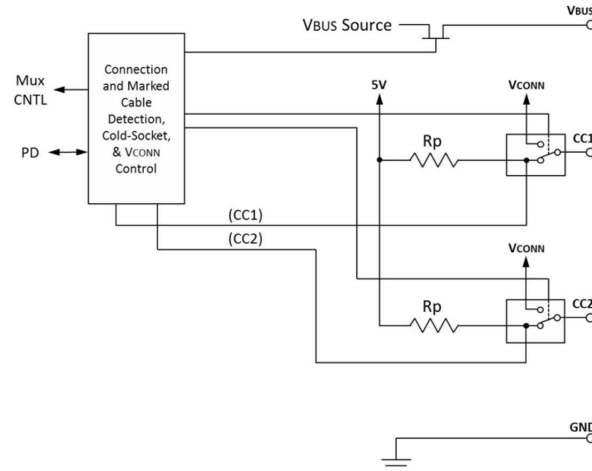 VBUS Source
VBUS
Connection
and Marked
Cable
Detection,
Cold-Socket,
& VCONN
Control
Mux
CNTL
PD
5V
VCONN
Rp
CC1
(CC1)
(CC2)
VCONN
Rp
CC2
GND